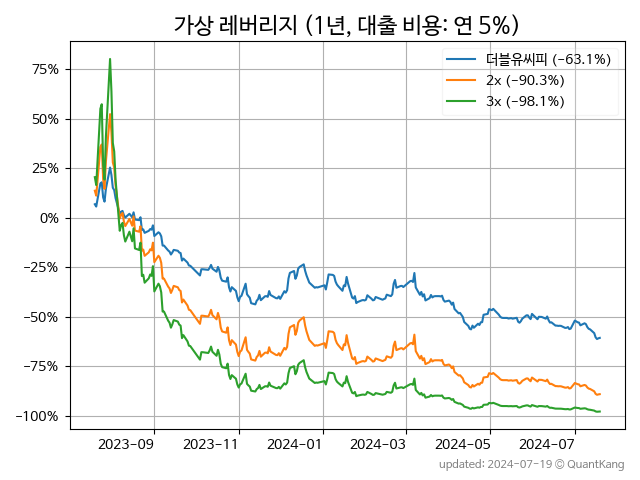 가상 레버리지 (1년, 대출 비용: 연 5%)
더블유씨피 (−63.1%)
2x (−90.3%)
3x (−98.1%)
75%
50%
25%
0%
−25%
−50%
−75%
−100%
2023-09 2023-11 2024-01 2024-03 2024-05 2024-07
updated: 2024-07-19 © QuantKang